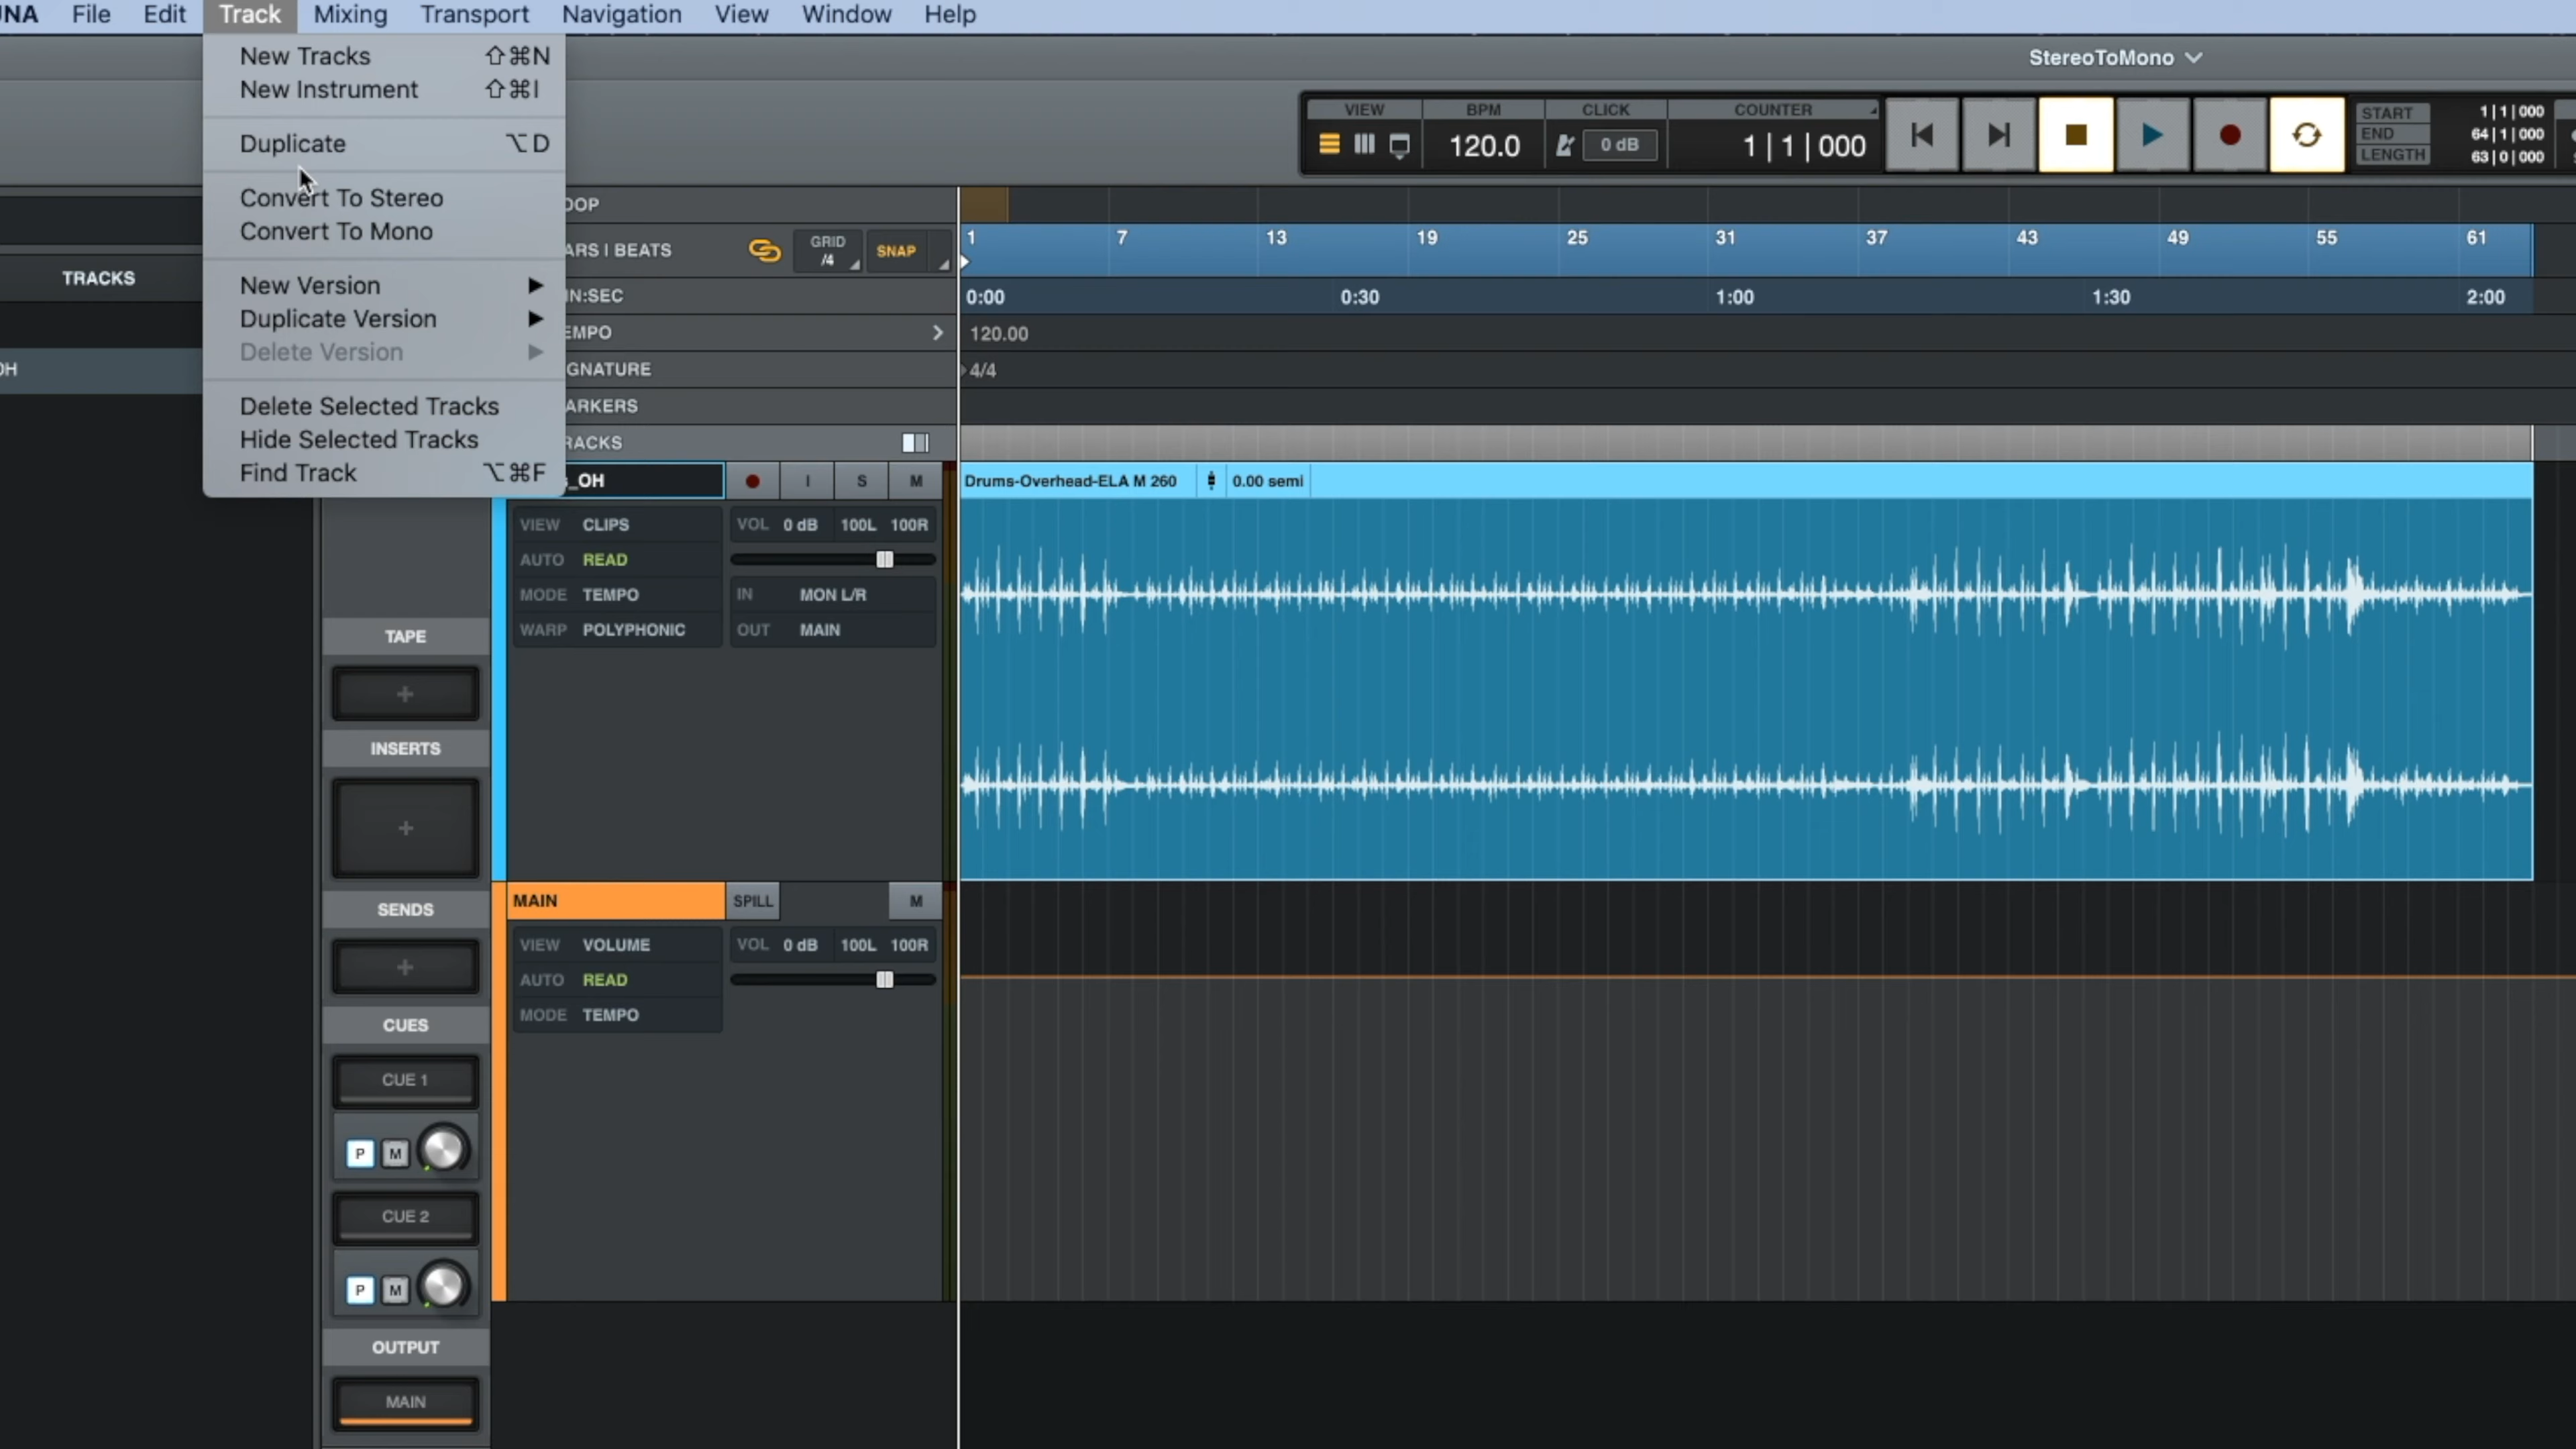 UNA File Edit Track Mixing Transport Navigation View Window Help
New Tracks ⇧⌘N
New Instrument ⇧⌘I
Duplicate ⌥D
Convert To Stereo
Convert To Mono
New Version
Duplicate Version
Delete Version
Delete Selected Tracks
Hide Selected Tracks
Find Track ⌥⌘F
StereoToMono
VIEW BPM CLICK COUNTER
120.0 0 dB 1|1|000
START 1|1|000
END 64|1|000
LENGTH 63|0|000
OOP
ARS | BEATS GRID /4 SNAP
1 7 13 19 25 31 37 43 49 55 61
IN:SEC 0:00 0:30 1:00 1:30 2:00
EMPO 120.00
GNATURE 4/4
ARKERS
RACKS
TRACKS
OH
_OH I S M
Drums-Overhead-ELA M 260 0.00 semi
VIEW CLIPS VOL 0 dB 100L 100R
AUTO READ
MODE TEMPO IN MON L/R
WARP POLYPHONIC OUT MAIN
MAIN SPILL M
VIEW VOLUME VOL 0 dB 100L 100R
AUTO READ
MODE TEMPO
TAPE
+
INSERTS
+
SENDS
+
CUES
CUE 1
P M
CUE 2
P M
OUTPUT
MAIN